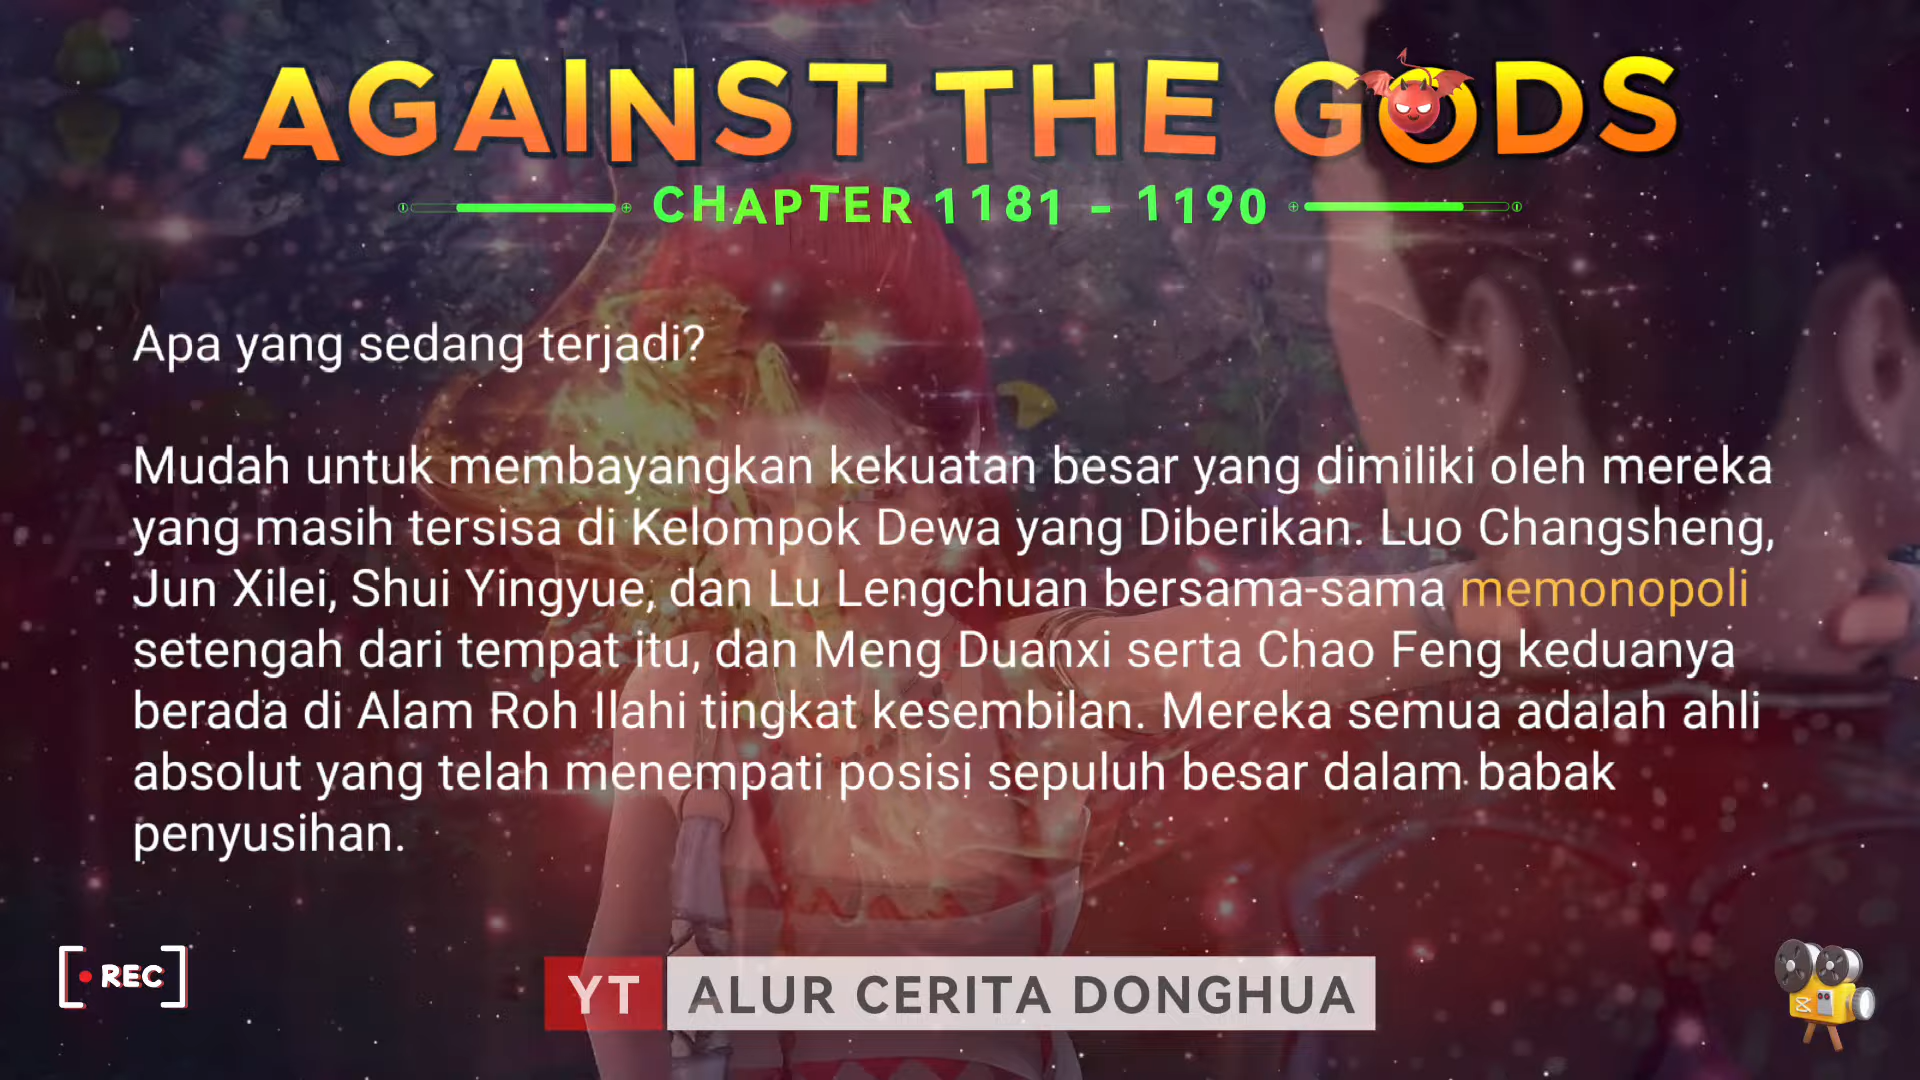 AGAINST THE GODS
CHAPTER 1181 - 1190
Apa yang sedang terjadi?
Mudah untuk membayangkan kekuatan besar yang dimiliki oleh mereka
yang masih tersisa di Kelompok Dewa yang Diberikan. Luo Changsheng,
Jun Xilei, Shui Yingyue, dan Lu Lengchuan bersama-sama memonopoli
setengah dari tempat itu, dan Meng Duanxi serta Chao Feng keduanya
berada di Alam Roh Ilahi tingkat kesembilan. Mereka semua adalah ahli
absolut yang telah menempati posisi sepuluh besar dalam babak
penyusihan.
REC
YT ALUR CERITA DONGHUA